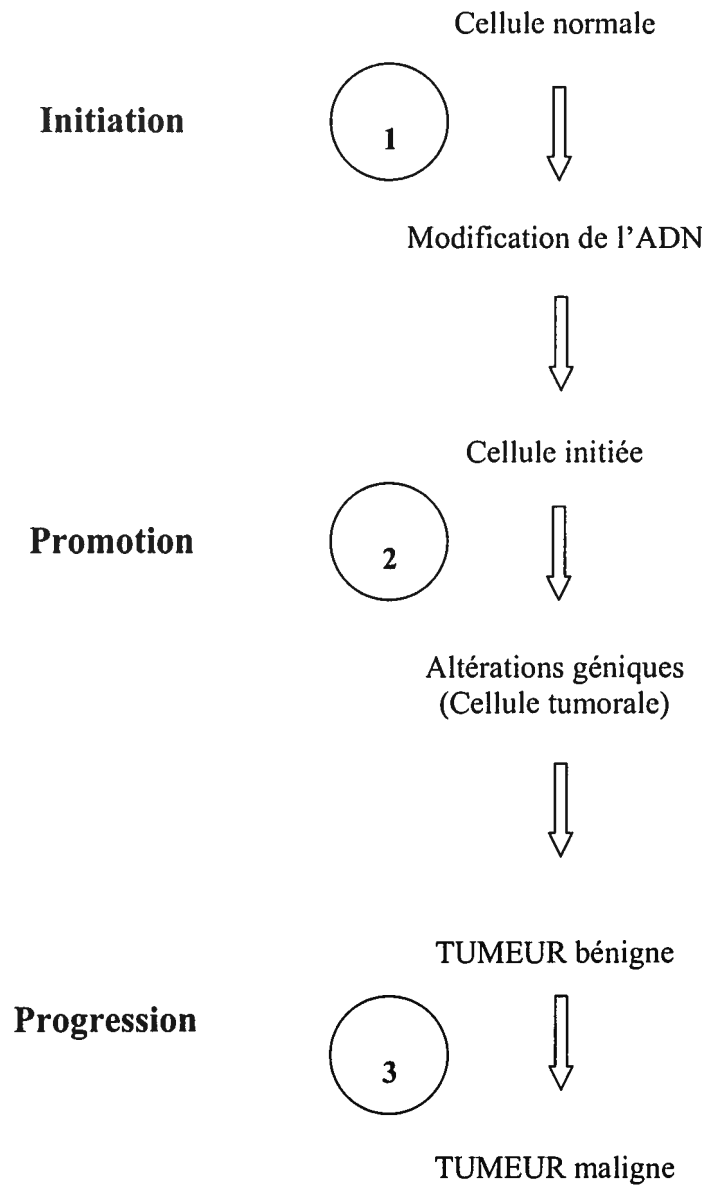 Cellule normale
Initiation
1
Modification de l'ADN
Cellule initiée
Promotion
2
Altérations géniques
(Cellule tumorale)
TUMEUR bénigne
Progression
3
TUMEUR maligne